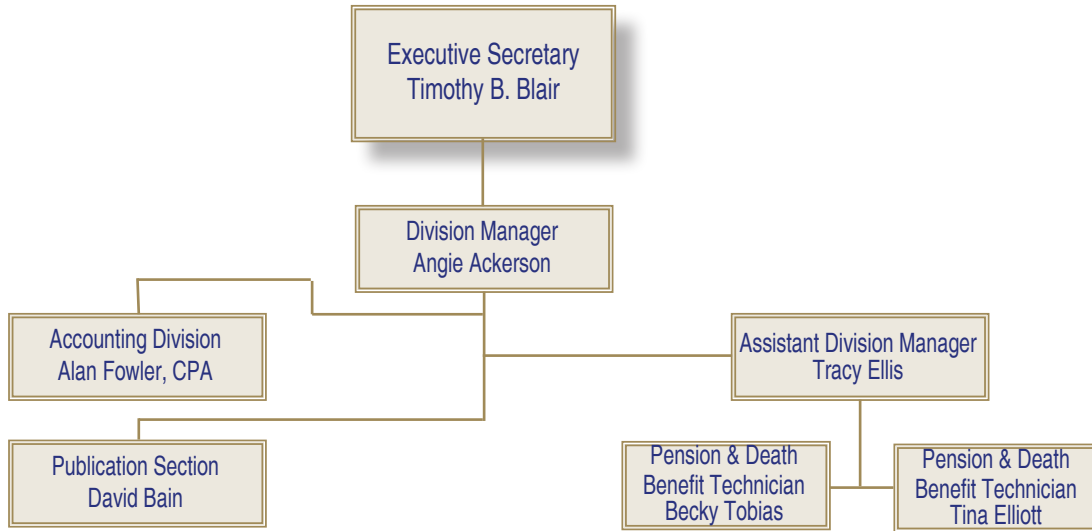 Executive Secretary
Timothy B. Blair
Division Manager
Angie Ackerson
Accounting Division
Alan Fowler, CPA
Assistant Division Manager
Tracy Ellis
Publication Section
David Bain
Pension & Death
Benefit Technician
Becky Tobias
Pension & Death
Benefit Technician
Tina Elliott